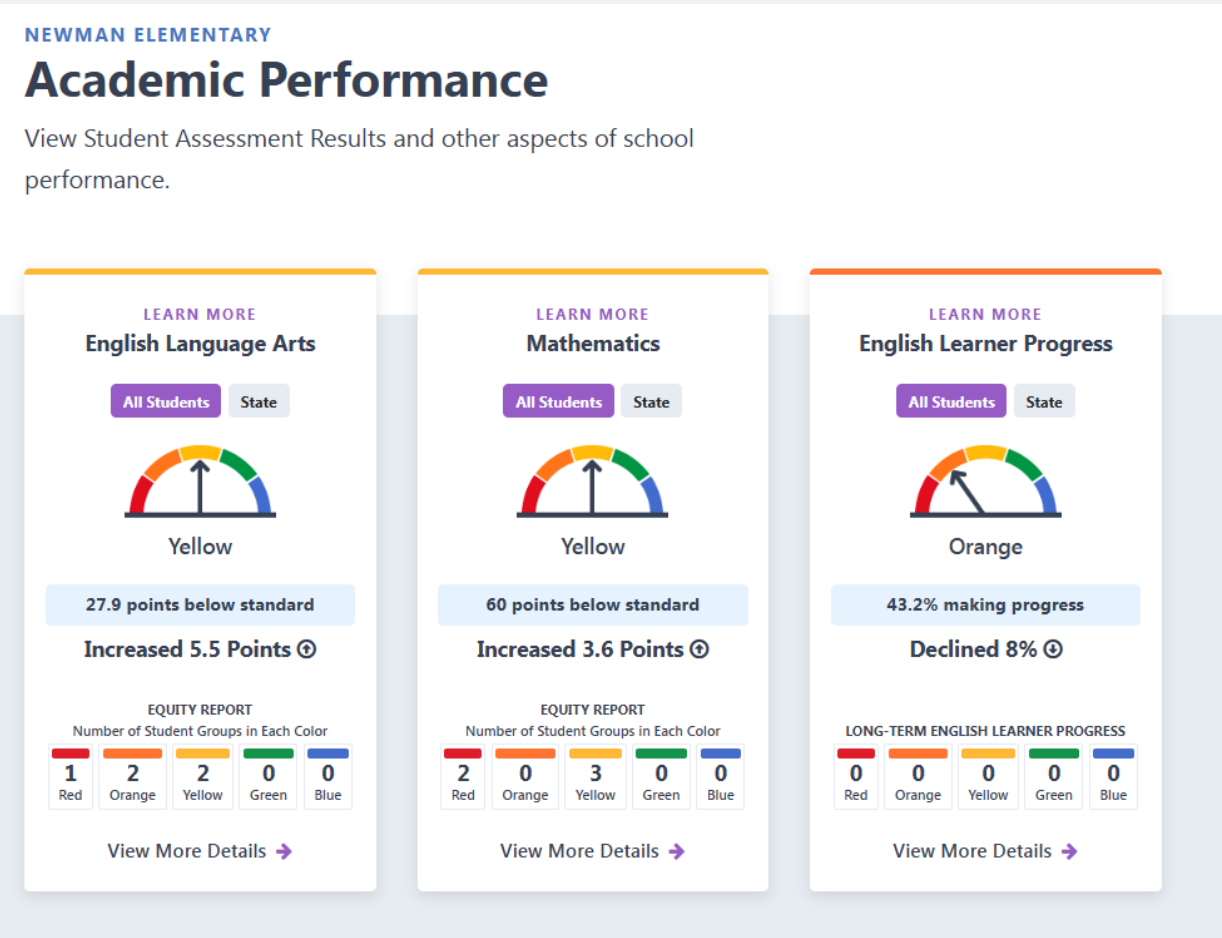 NEWMAN ELEMENTARY
Academic Performance
View Student Assessment Results and other aspects of school
performance.
LEARN MORE
English Language Arts
All Students State
Yellow
27.9 points below standard
Increased 5.5 Points
EQUITY REPORT
Number of Student Groups in Each Color
1 2 2 0 0
Red Orange Yellow Green Blue
View More Details
LEARN MORE
Mathematics
All Students State
Yellow
60 points below standard
Increased 3.6 Points
EQUITY REPORT
Number of Student Groups in Each Color
2 0 3 0 0
Red Orange Yellow Green Blue
View More Details
LEARN MORE
English Learner Progress
All Students State
Orange
43.2% making progress
Declined 8%
LONG-TERM ENGLISH LEARNER PROGRESS
0 0 0 0 0
Red Orange Yellow Green Blue
View More Details